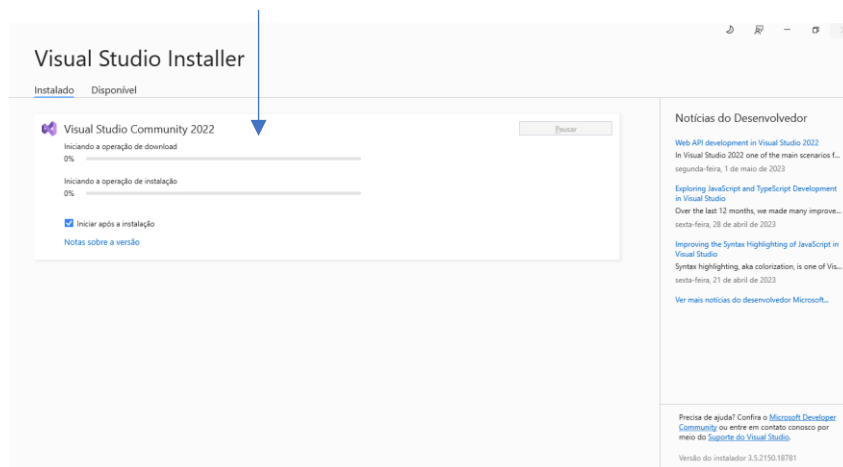 Visual Studio Installer
Instalado Disponível
Visual Studio Community 2022
Pausar
Iniciando a operação de download
0%
Iniciando a operação de instalação
0%
Iniciar após a instalação
Notas sobre a versão
Notícias do Desenvolvedor
Web API development in Visual Studio 2022
In Visual Studio 2022 one of the main scenarios f...
segunda-feira, 1 de maio de 2023
Exploring JavaScript and TypeScript Development
in Visual Studio
Over the last 12 months, we made many improve...
sexta-feira, 28 de abril de 2023
Improving the Syntax Highlighting of JavaScript in
Visual Studio
Syntax highlighting, aka colorization, is one of Vis...
sexta-feira, 21 de abril de 2023
Ver mais notícias do desenvolvedor Microsoft...
Precisa de ajuda? Confira o Microsoft Developer
Community ou entre em contato conosco por
meio do Suporte do Visual Studio.
Versão do instalador 3.5.2150.18781